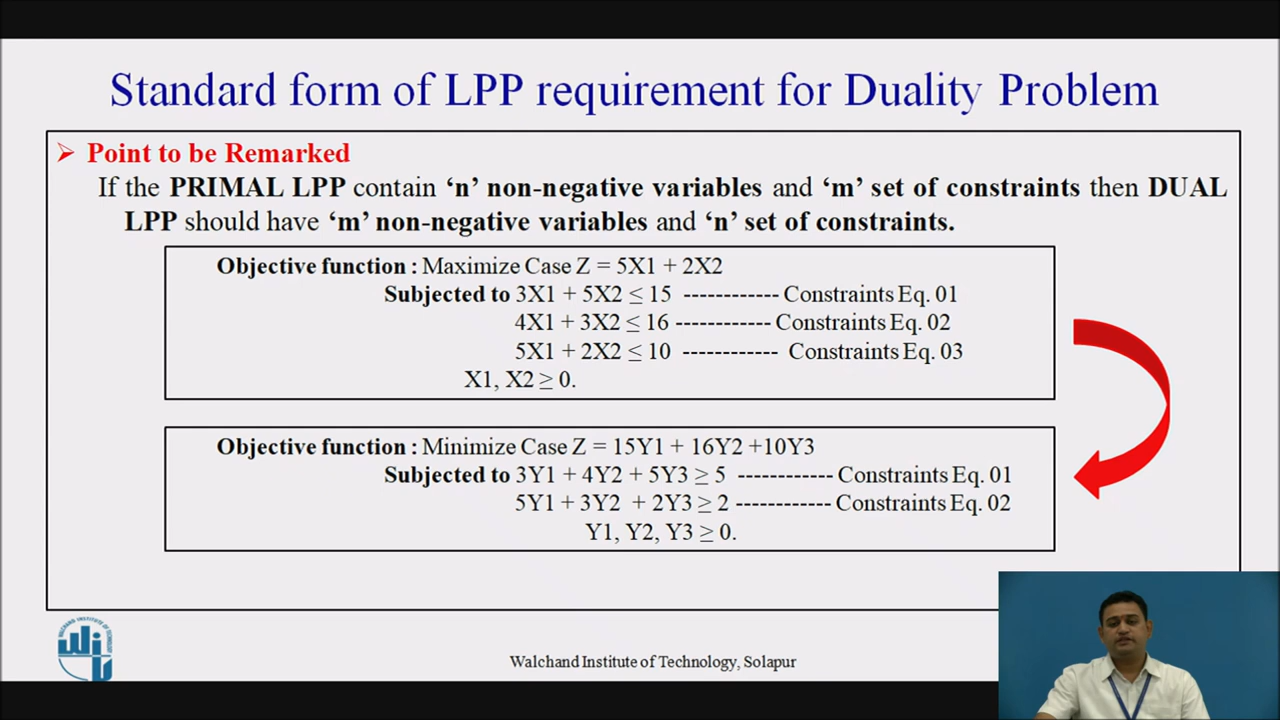 Standard form of LPP requirement for Duality Problem
➢ Point to be Remarked
If the PRIMAL LPP contain ‘n’ non-negative variables and ‘m’ set of constraints then DUAL
LPP should have ‘m’ non-negative variables and ‘n’ set of constraints.
Objective function : Maximize Case Z = 5X1 + 2X2
Subjected to 3X1 + 5X2 ≤ 15 ------------ Constraints Eq. 01
4X1 + 3X2 ≤ 16 ------------ Constraints Eq. 02
5X1 + 2X2 ≤ 10 ------------ Constraints Eq. 03
X1, X2 ≥ 0.
Objective function : Minimize Case Z = 15Y1 + 16Y2 +10Y3
Subjected to 3Y1 + 4Y2 + 5Y3 ≥ 5 ------------ Constraints Eq. 01
5Y1 + 3Y2 + 2Y3 ≥ 2 ------------ Constraints Eq. 02
Y1, Y2, Y3 ≥ 0.
WALCHAND INSTITUTE OF TECHNOLOGY
Walchand Institute of Technology, Solapur